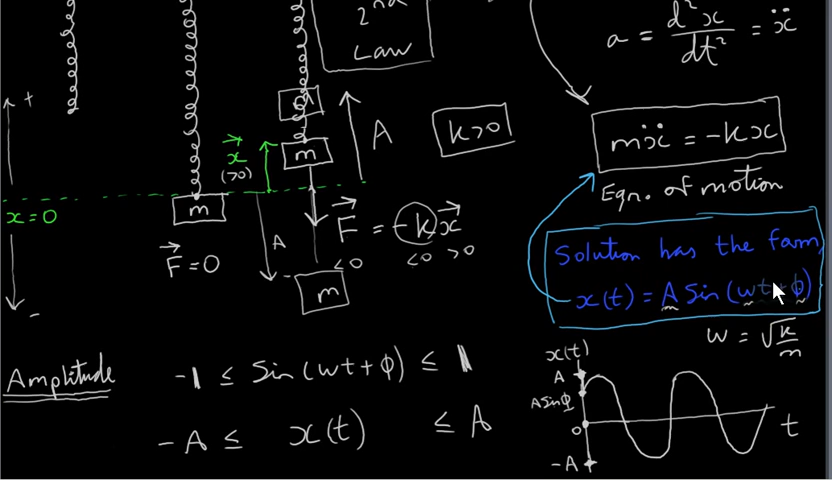 2nd
Law
a = d²x/dt² = ẍ
+
m
m
A
k>0
mẍ = -kx
Eqn. of motion
x⃗
(>0)
x=0
m
F⃗=0
A
F⃗ = -kx⃗
<0 <0 >0
-
m
-
Solution has the form,
x(t) = A Sin(wt+φ)
w = √k/m
Amplitude
-1 ≤ Sin(wt+φ) ≤ 1
-A ≤ x(t) ≤ A
x(t)
A
ASinφ
0
-A
t